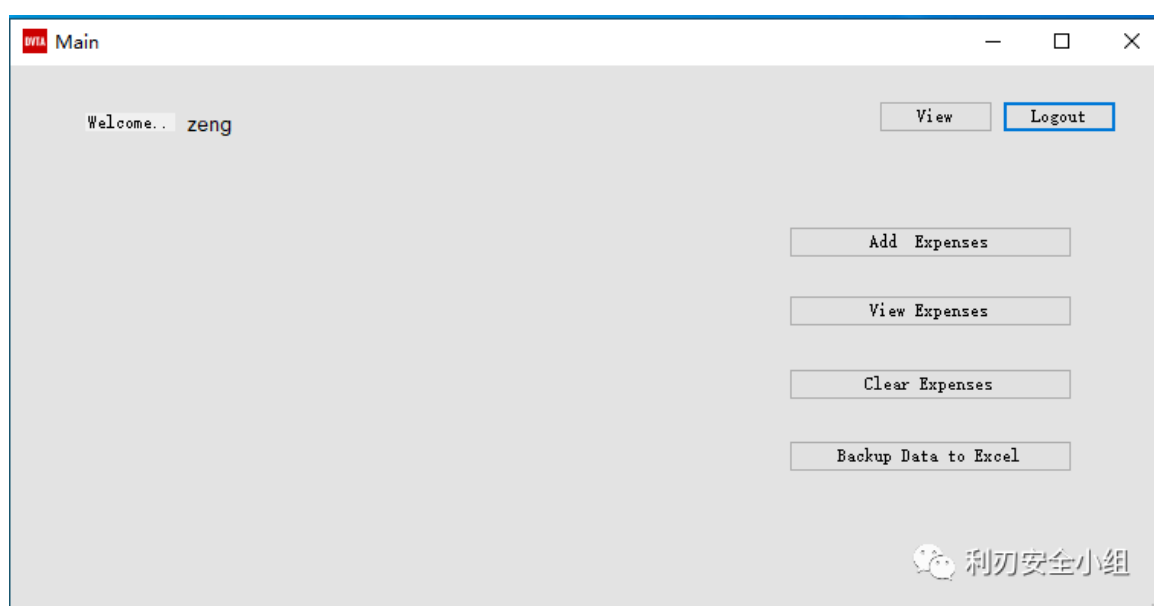 DVTA Main
Welcome.. zeng
View Logout
Add Expenses
View Expenses
Clear Expenses
Backup Data to Excel
利刃安全小组